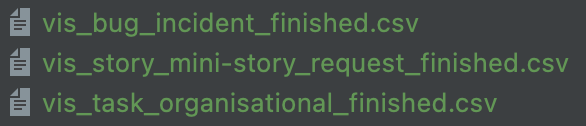 vis_bug_incident_finished.csv
vis_story_mini-story_request_finished.csv
vis_task_organisational_finished.csv